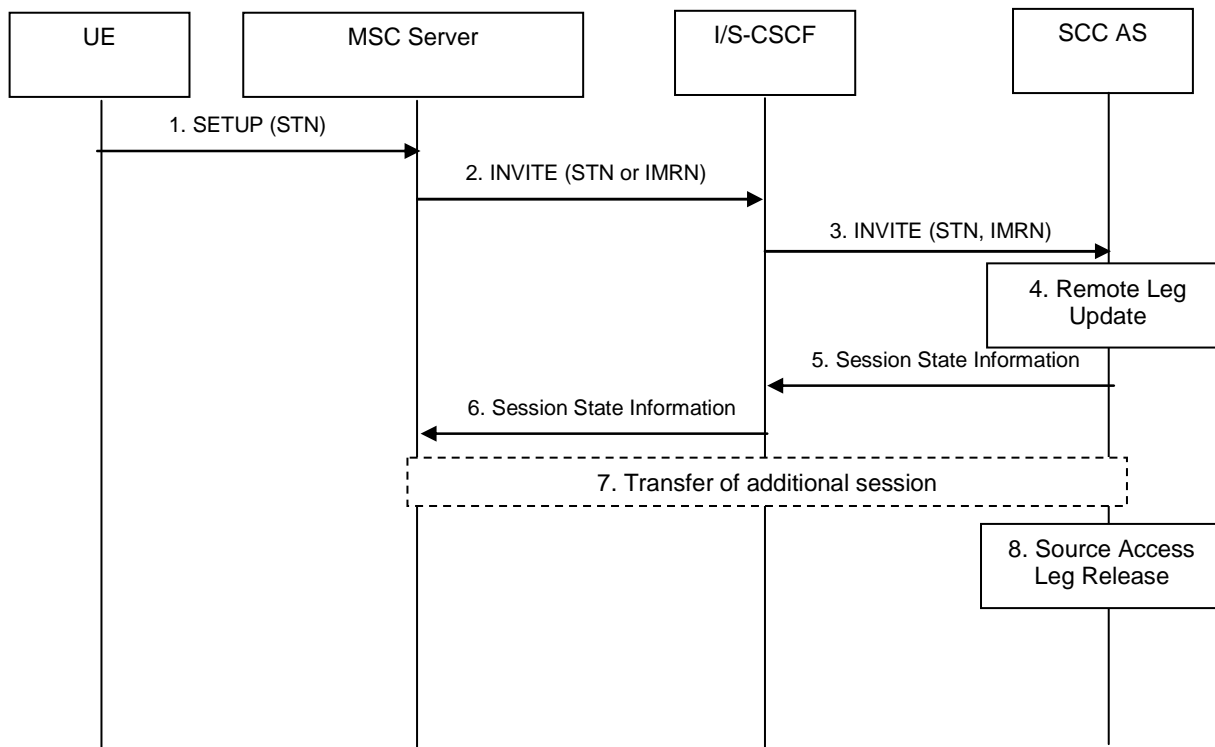 UE
MSC Server
I/S-CSCF
SCC AS
1. SETUP (STN)
2. INVITE (STN or IMRN)
3. INVITE (STN, IMRN)
4. Remote Leg
Update
5. Session State Information
6. Session State Information
7. Transfer of additional session
8. Source Access
Leg Release